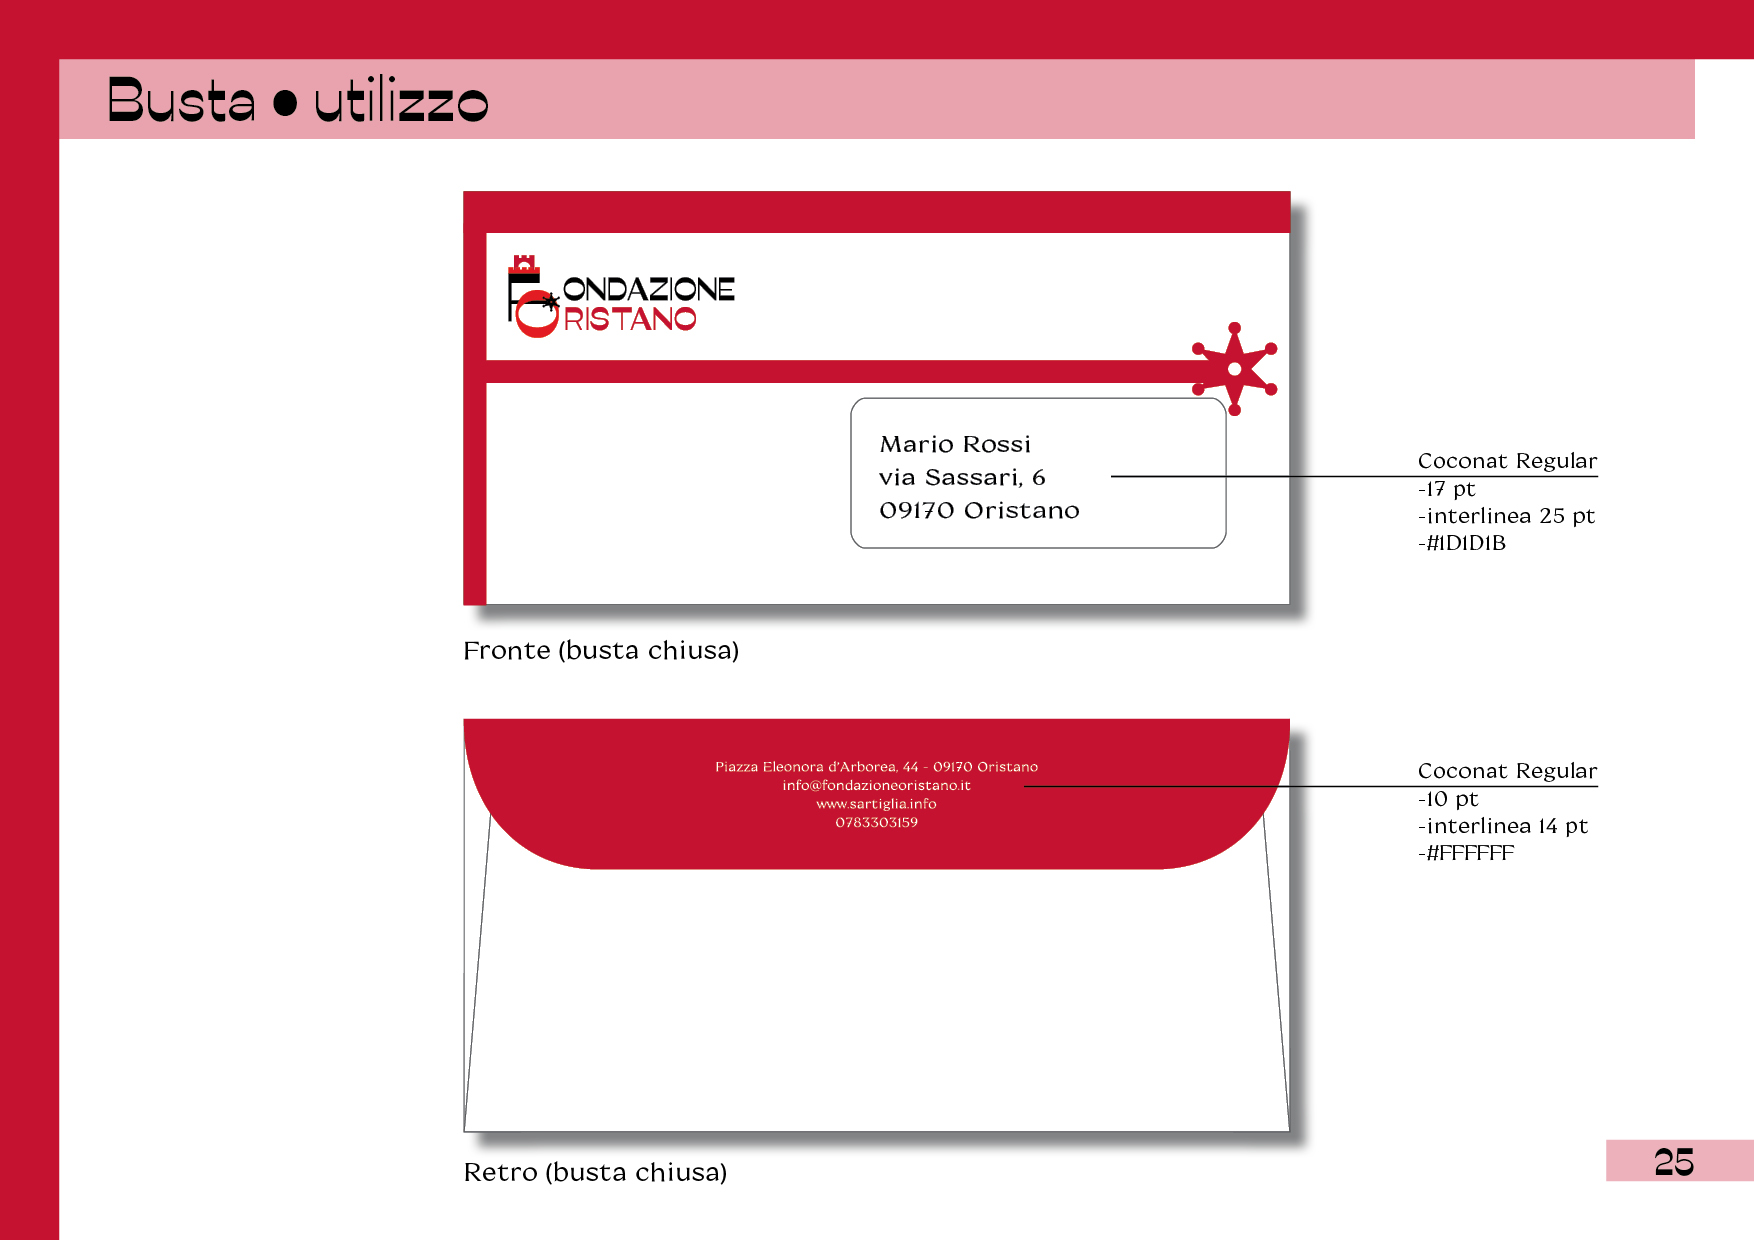 Busta • utilizzo
FONDAZIONE
ORISTANO
Mario Rossi
via Sassari, 6
09170 Oristano
Coconat Regular
-17 pt
-interlinea 25 pt
-#1D1D1B
Fronte (busta chiusa)
Piazza Eleonora d'Arborea, 44 - 09170 Oristano
info@fondazioneoristano.it
www.sartiglia.info
0783303159
Coconat Regular
-10 pt
-interlinea 14 pt
-#FFFFFF
Retro (busta chiusa)
25